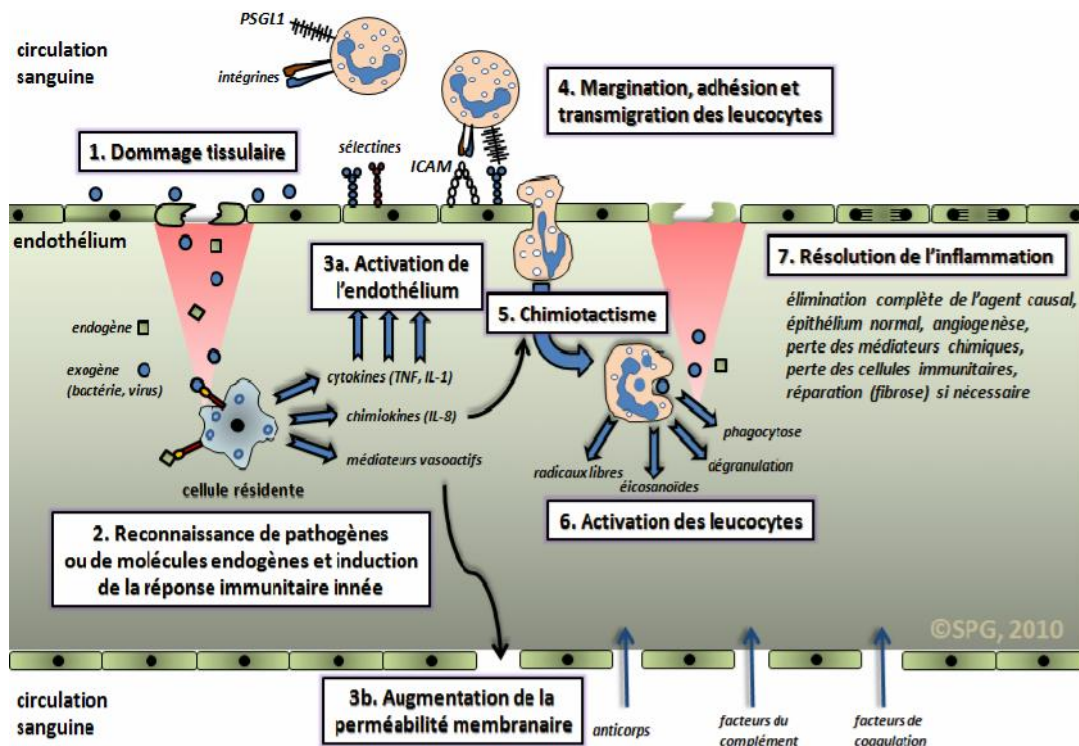 circulation
sanguine
PSGL1
intégrines
4. Margination, adhésion et
transmigration des leucocytes
1. Dommage tissulaire
sélectines
ICAM
endothélium
3a. Activation de
l'endothélium
7. Résolution de l'inflammation
élimination complète de l'agent causal,
épithélium normal, angiogenèse,
perte des médiateurs chimiques,
perte des cellules immunitaires,
réparation (fibrose) si nécessaire
5. Chimiotactisme
endogène
exogène
(bactérie, virus)
cytokines (TNF, IL-1)
chimiokines (IL-8)
médiateurs vasoactifs
cellule résidente
phagocytose
dégranulation
radicaux libres
éicosanoïdes
6. Activation des leucocytes
2. Reconnaissance de pathogènes
ou de molécules endogènes et induction
de la réponse immunitaire innée
©SPG, 2010
circulation
sanguine
3b. Augmentation de la
perméabilité membranaire
anticorps
facteurs du
complément
facteurs de
coagulation